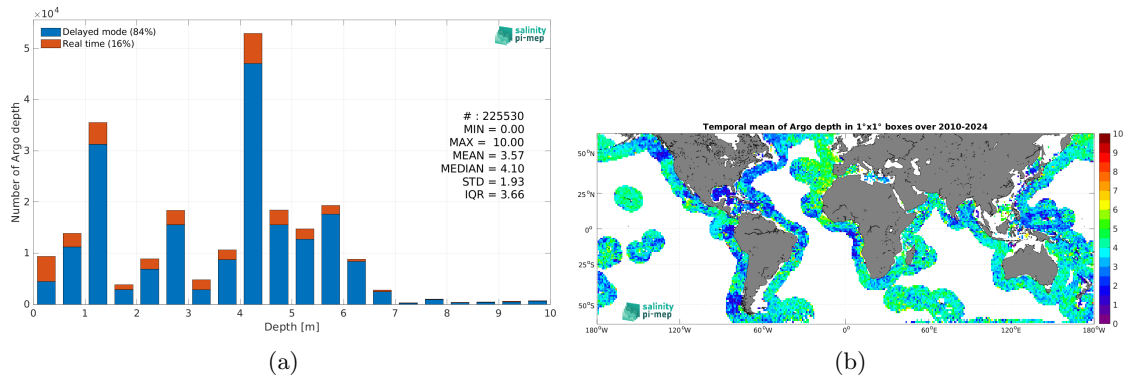 ×10⁴
Delayed mode (84%)
Real time (16%)
salinity
pi-mep
5
4
3
2
1
0
Number of Argo depth
# : 225530
MIN = 0.00
MAX = 10.00
MEAN = 3.57
MEDIAN = 4.10
STD = 1.93
IQR = 3.66
0 1 2 3 4 5 6 7 8 9 10
Depth [m]
(a)
Temporal mean of Argo depth in 1°x1° boxes over 2010-2024
50°N
25°N
0°
25°S
50°S
salinity
pi-mep
180°W 120°W 60°W 0° 60°E 120°E 180°W
10
9
8
7
6
5
4
3
2
1
0
(b)